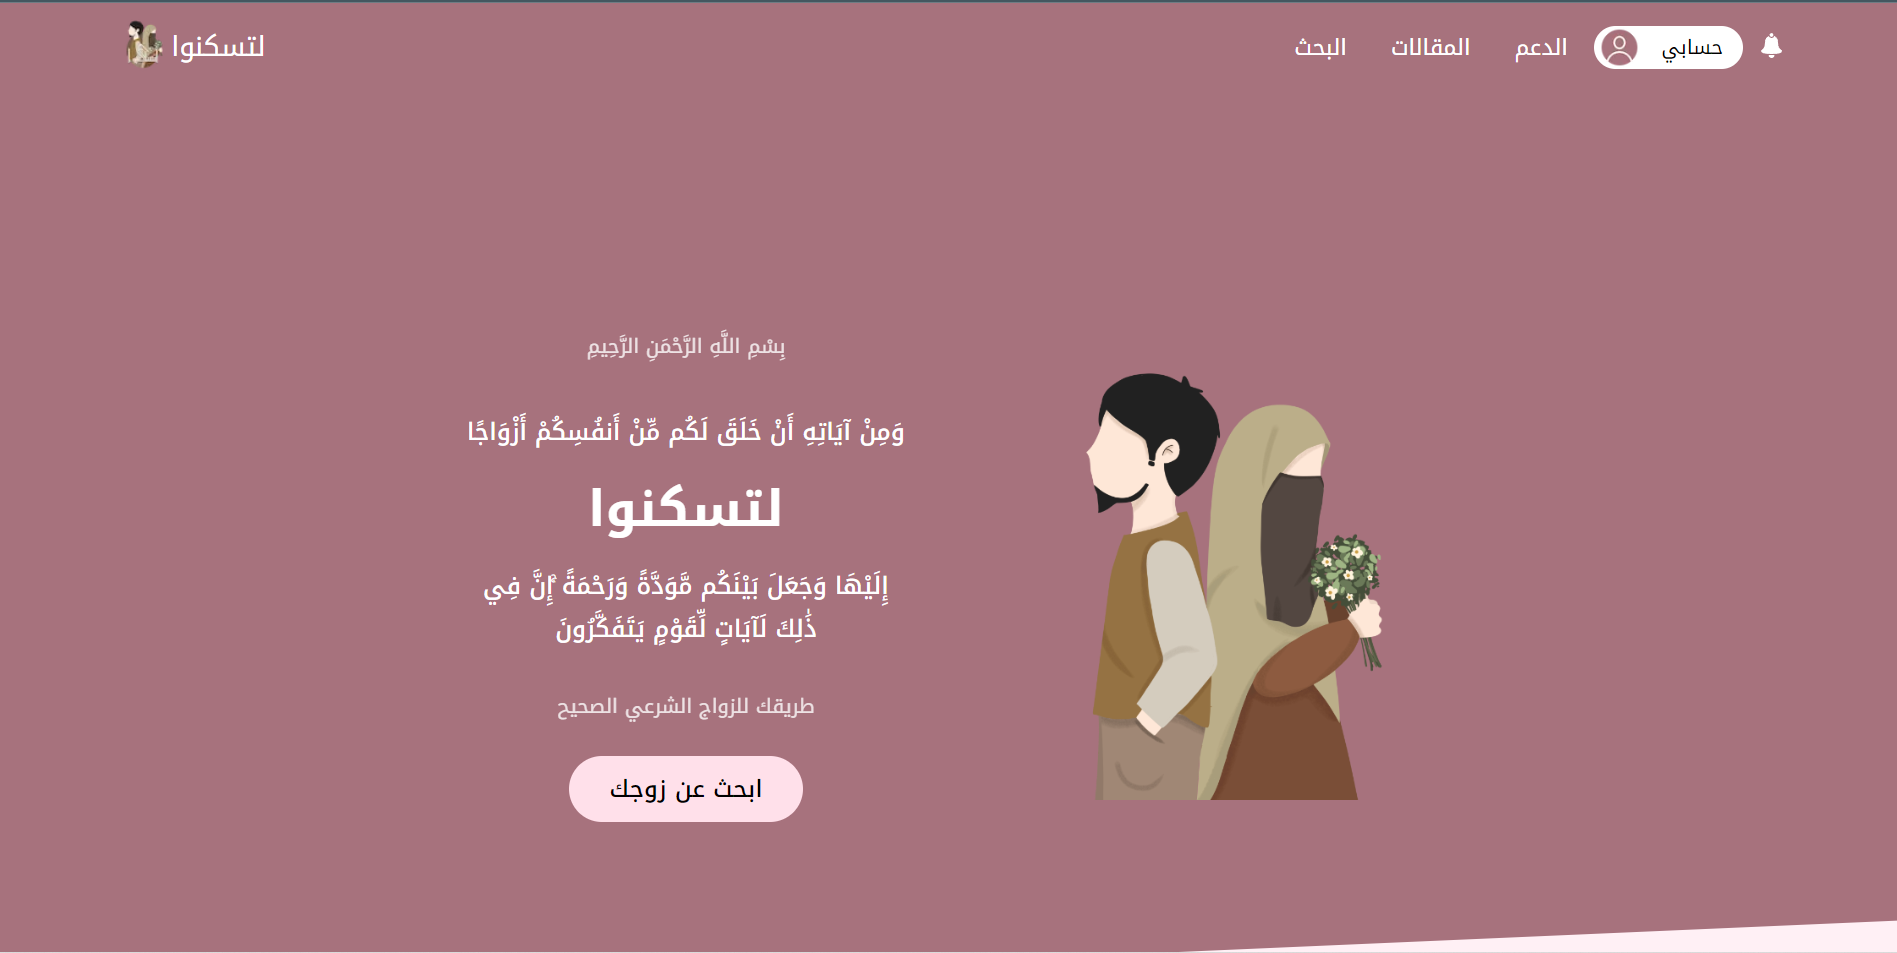 لتسكنوا
حسابي
الدعم
المقالات
البحث
بِسْمِ اللَّهِ الرَّحْمَنِ الرَّحِيمِ
وَمِنْ آيَاتِهِ أَنْ خَلَقَ لَكُم مِّنْ أَنفُسِكُمْ أَزْوَاجًا
لتسكنوا
إِلَيْهَا وَجَعَلَ بَيْنَكُم مَّوَدَّةً وَرَحْمَةً ۚ إِنَّ فِي
ذَٰلِكَ لَآيَاتٍ لِّقَوْمٍ يَتَفَكَّرُونَ
طريقك للزواج الشرعي الصحيح
ابحث عن زوجك